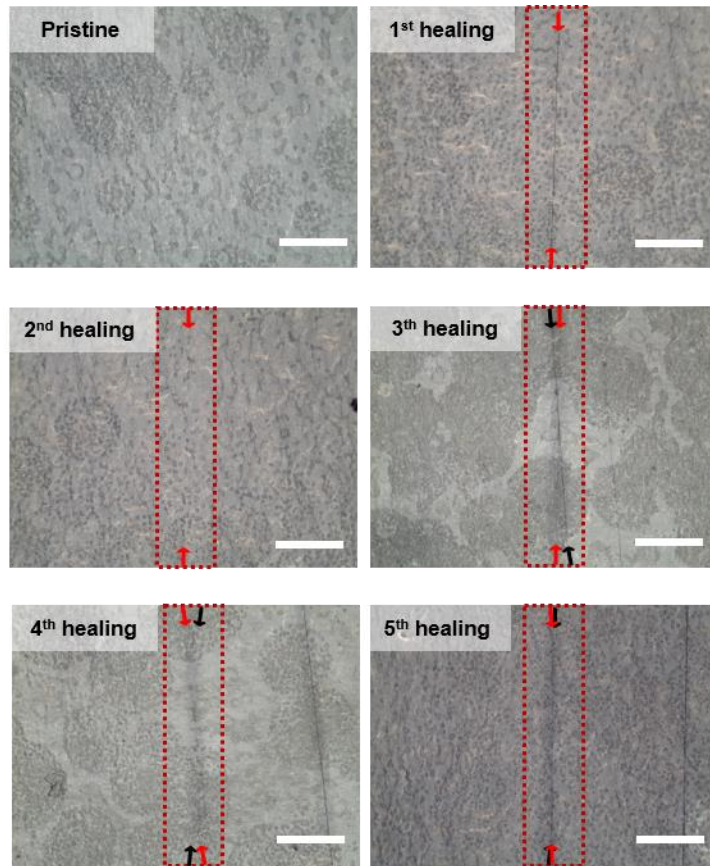 Pristine
1st healing
2nd healing
3th healing
4th healing
5th healing